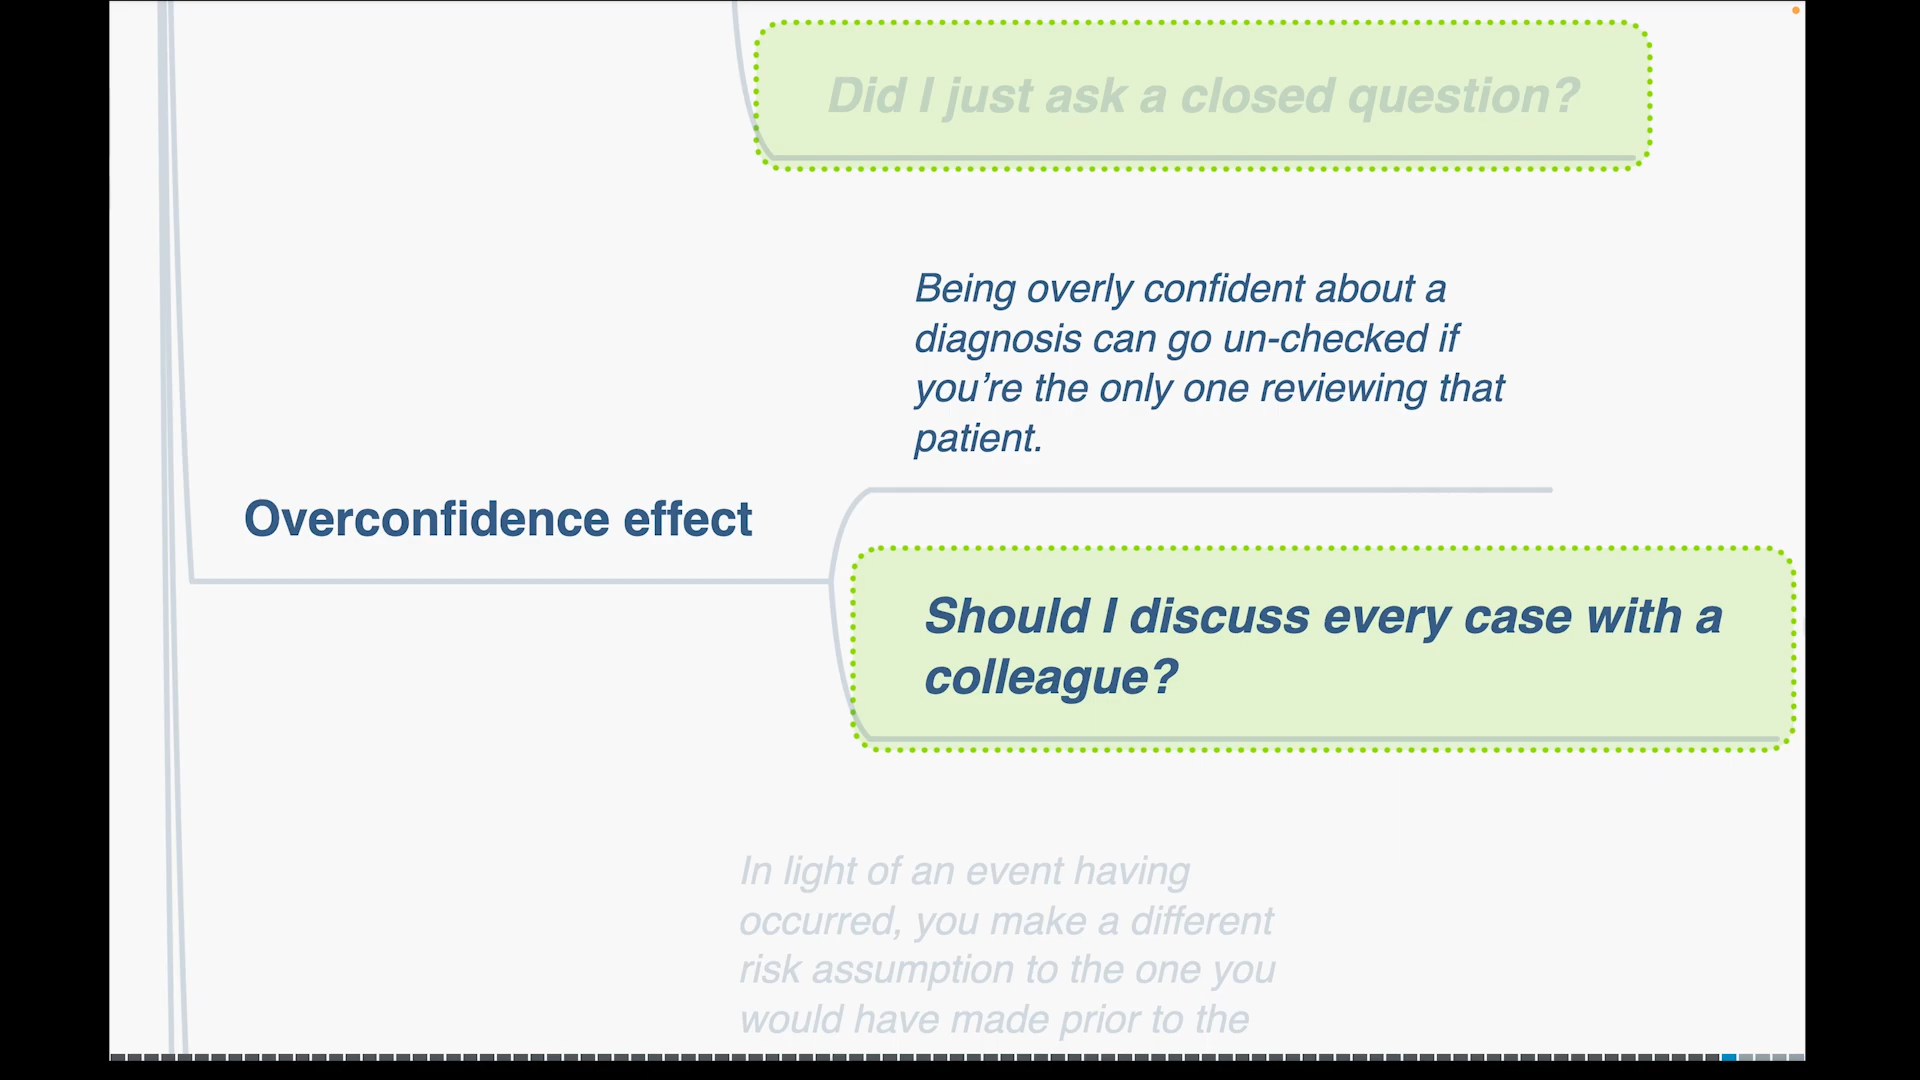 Did I just ask a closed question?
Being overly confident about a
diagnosis can go un-checked if
you’re the only one reviewing that
patient.
Overconfidence effect
Should I discuss every case with a
colleague?
In light of an event having
occurred, you make a different
risk assumption to the one you
would have made prior to the